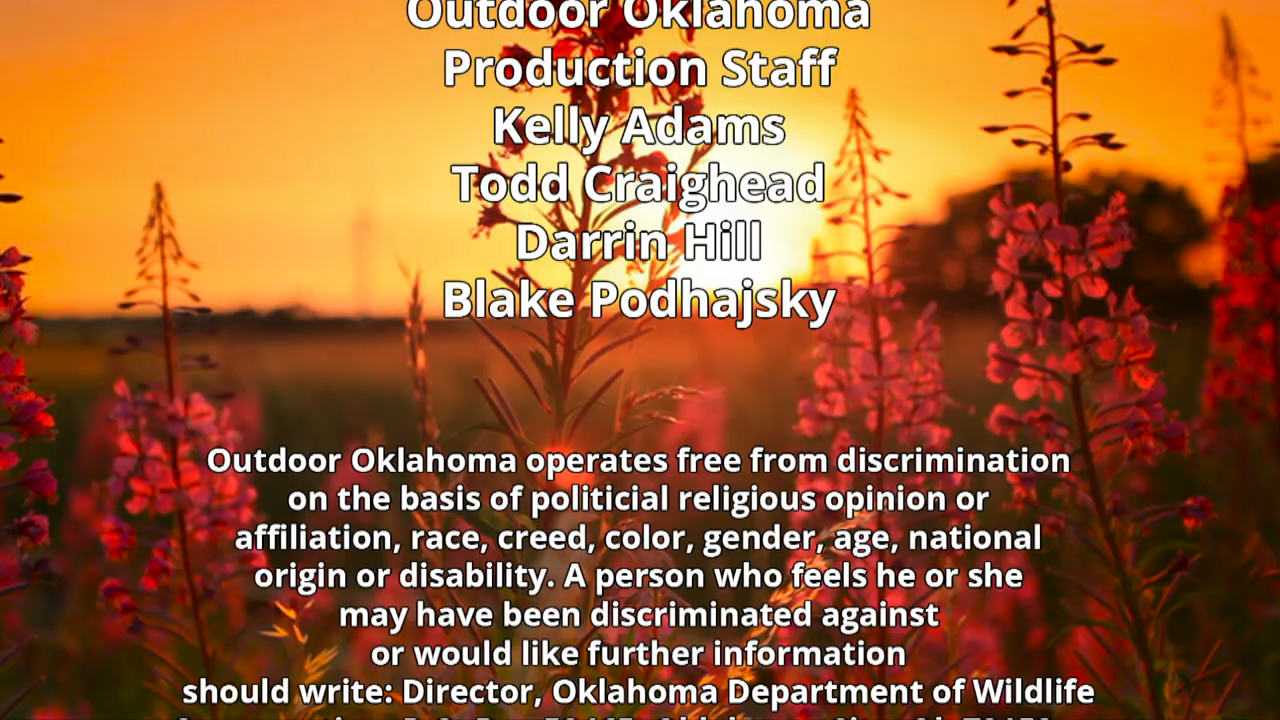 Outdoor Oklahoma
Production Staff
Kelly Adams
Todd Craighead
Darrin Hill
Blake Podhajsky
Outdoor Oklahoma operates free from discrimination
on the basis of politicial religious opinion or
affiliation, race, creed, color, gender, age, national
origin or disability. A person who feels he or she
may have been discriminated against
or would like further information
should write: Director, Oklahoma Department of Wildlife